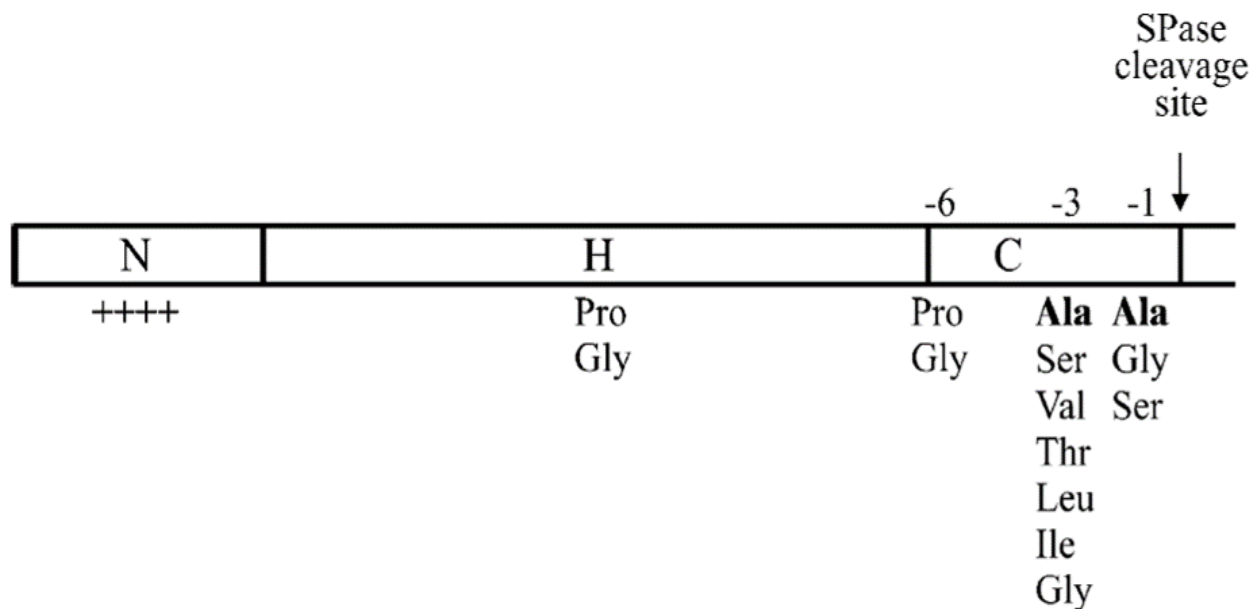 SPase
cleavage
site
-6 -3 -1
N H C
++++ Pro Pro Ala Ala
Gly Gly Ser Gly
Val Ser
Thr
Leu
Ile
Gly